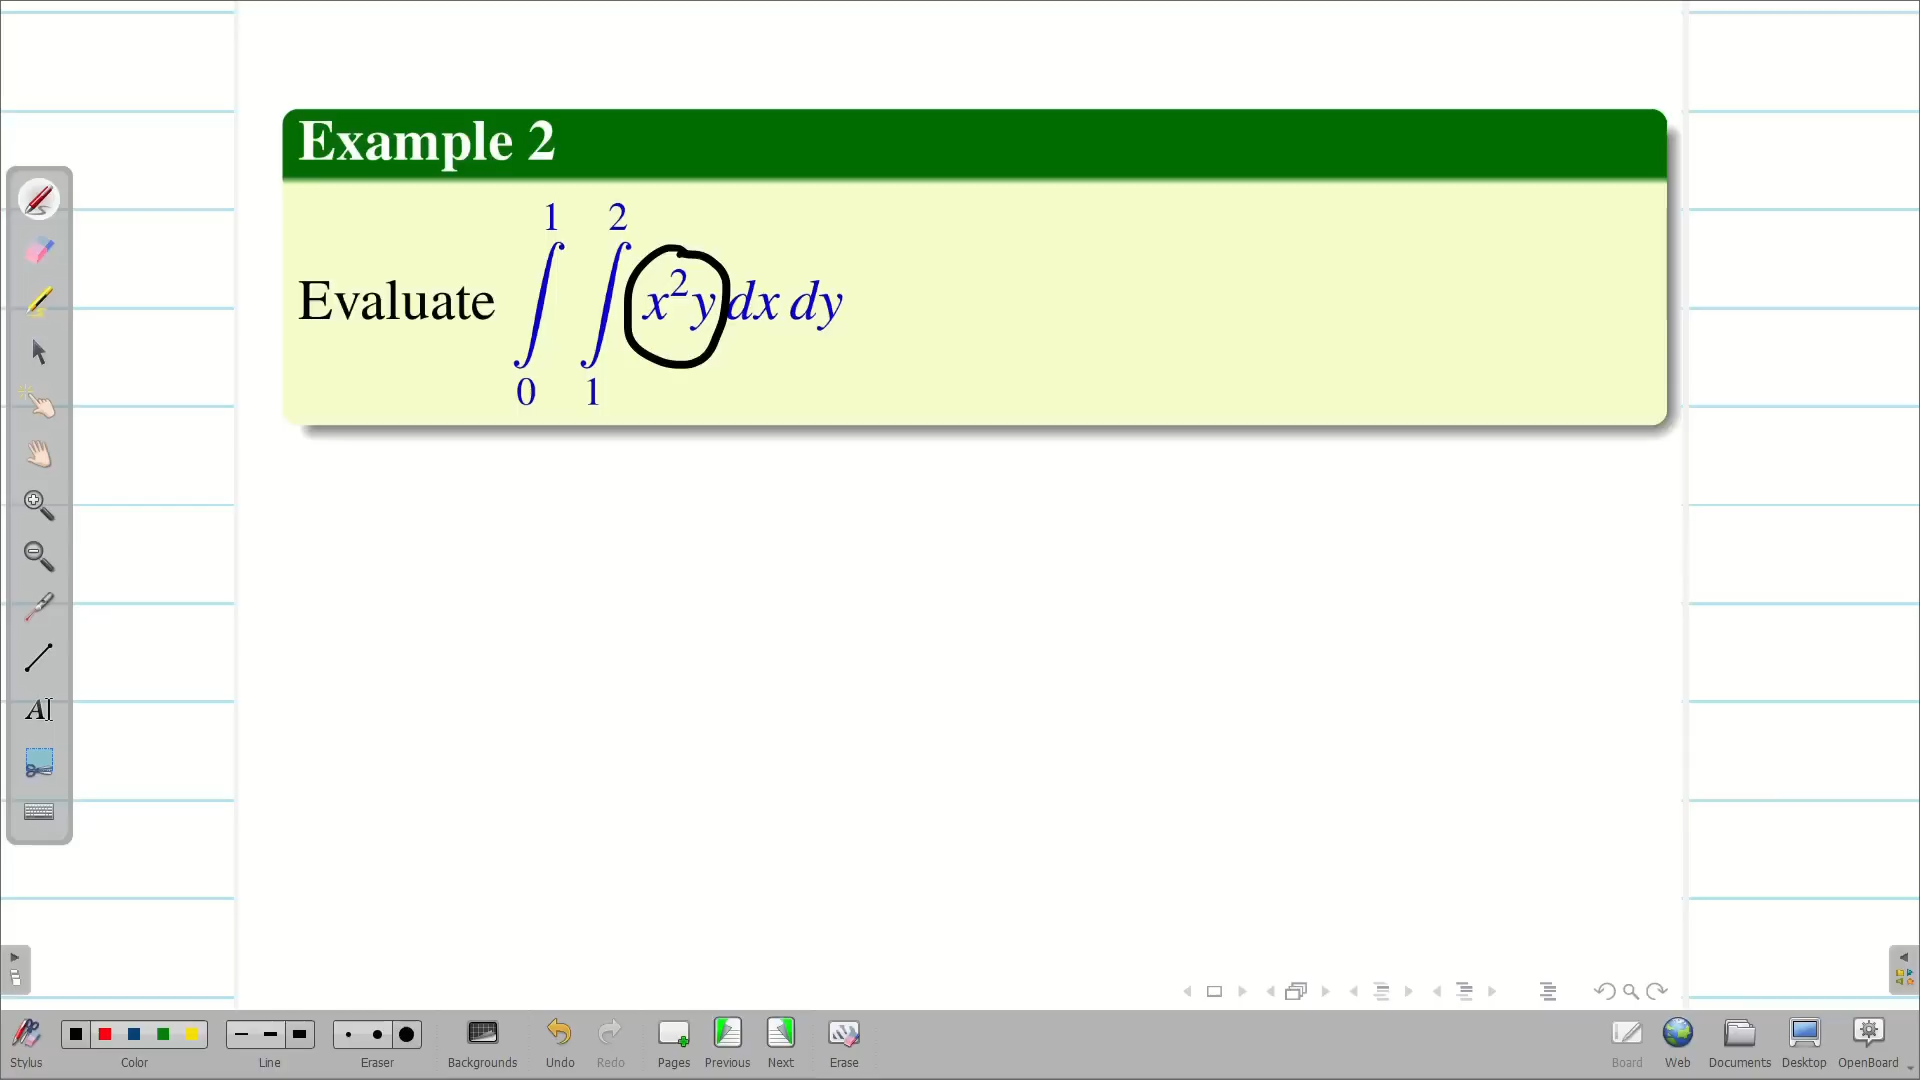 Example 2
Evaluate ∫₀¹ ∫₁² x²y dx dy
Stylus Color Line Eraser Backgrounds Undo Redo Pages Previous Next Erase Board Web Documents Desktop OpenBoard